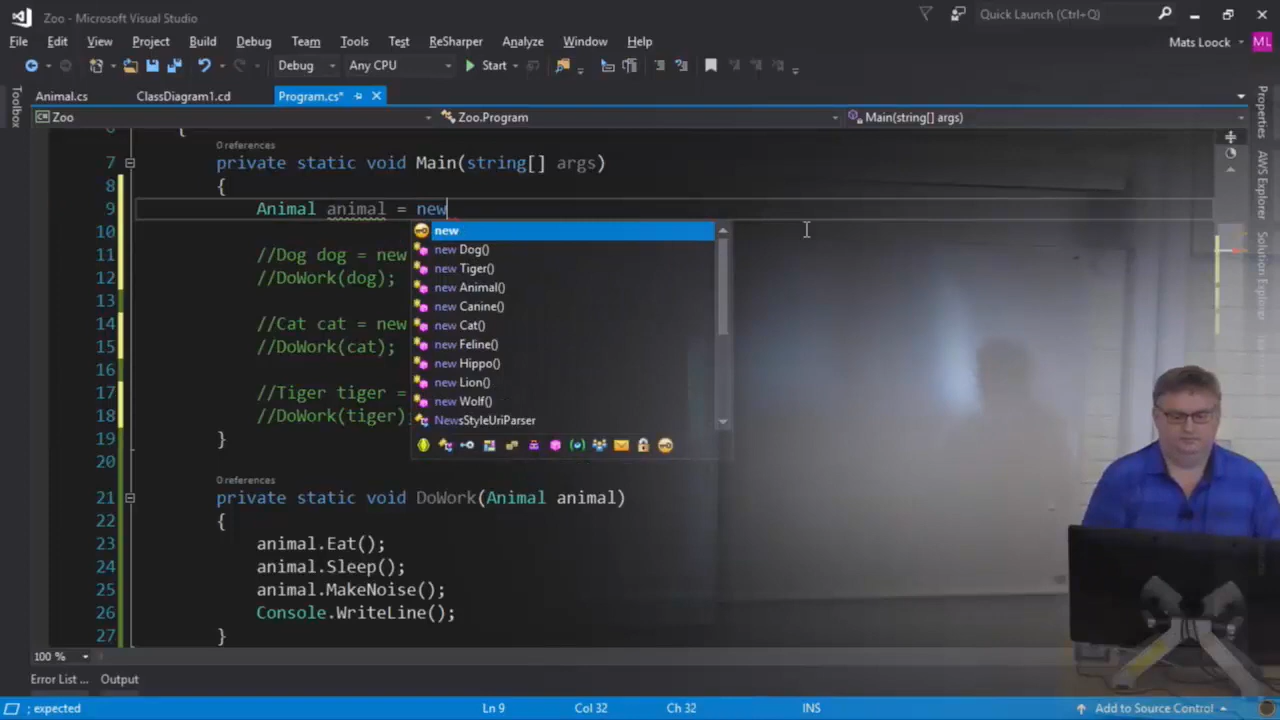 Zoo - Microsoft Visual Studio
Quick Launch (Ctrl+Q)
File Edit View Project Build Debug Team Tools Test ReSharper Analyze Window Help
Mats Loock ML
Debug Any CPU Start
Animal.cs ClassDiagram1.cd Program.cs*
Zoo Zoo.Program Main(string[] args)
Toolbox
Properties
AWS Explorer
Solution Explorer
6 {
0 references
7 private static void Main(string[] args)
8 {
9 Animal animal = new
10
11 //Dog dog = new
12 //DoWork(dog);
13
14 //Cat cat = new
15 //DoWork(cat);
16
17 //Tiger tiger =
18 //DoWork(tiger)
19 }
20
new
new Dog()
new Tiger()
new Animal()
new Canine()
new Cat()
new Feline()
new Hippo()
new Lion()
new Wolf()
NewsStyleUriParser
0 references
21 private static void DoWork(Animal animal)
22 {
23 animal.Eat();
24 animal.Sleep();
25 animal.MakeNoise();
26 Console.WriteLine();
27 }
100 %
Error List ... Output
; expected Ln 9 Col 32 Ch 32 INS Add to Source Control